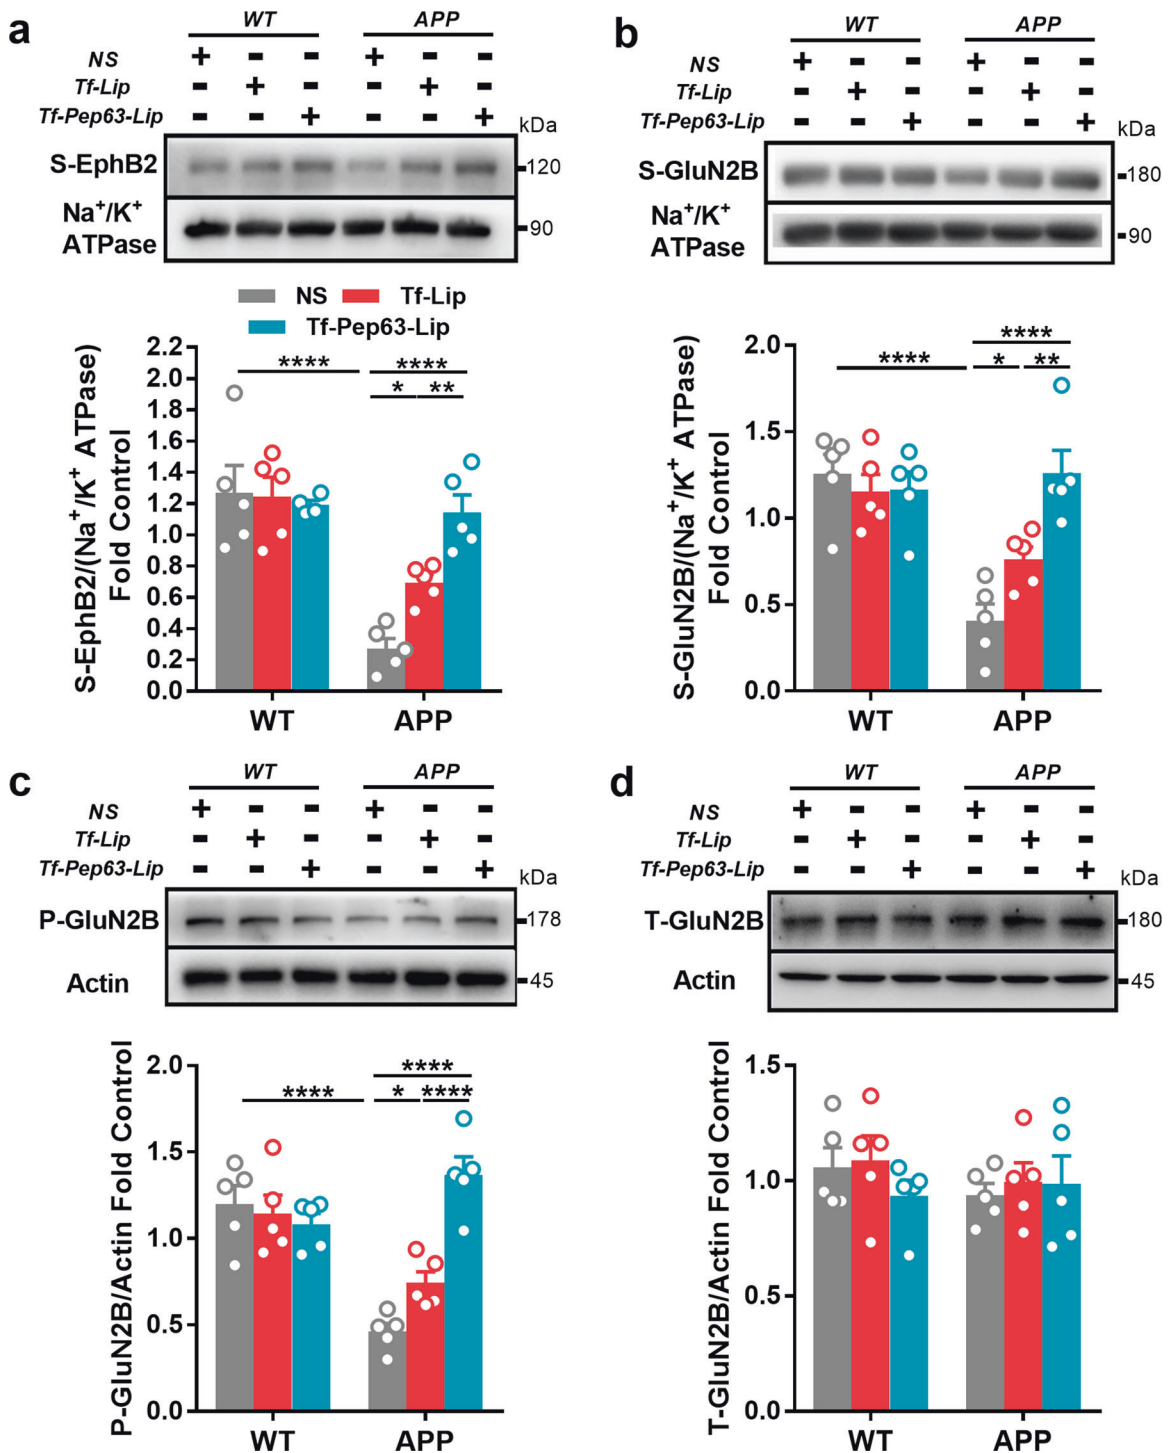 a
WT APP
NS + - - + - -
Tf-Lip - + - - + -
Tf-Pep63-Lip - - + - - +
kDa
S-EphB2 120
Na⁺/K⁺
ATPase 90
NS Tf-Lip
Tf-Pep63-Lip
S-EphB2/(Na⁺/K⁺ ATPase)
Fold Control
2.2
2.0
1.8
1.6
1.4
1.2
1.0
0.8
0.6
0.4
0.2
0.0
**** ****
* **
WT APP
b
WT APP
NS + - - + - -
Tf-Lip - + - - + -
Tf-Pep63-Lip - - + - - +
kDa
S-GluN2B 180
Na⁺/K⁺
ATPase 90
S-GluN2B/(Na⁺/K⁺ ATPase)
Fold Control
2.0
1.5
1.0
0.5
0.0
****
**** * **
WT APP
c
WT APP
NS + - - + - -
Tf-Lip - + - - + -
Tf-Pep63-Lip - - + - - +
kDa
P-GluN2B 178
Actin 45
P-GluN2B/Actin Fold Control
2.0
1.5
1.0
0.5
0.0
****
**** * ****
WT APP
d
WT APP
NS + - - + - -
Tf-Lip - + - - + -
Tf-Pep63-Lip - - + - - +
kDa
T-GluN2B 180
Actin 45
T-GluN2B/Actin Fold Control
1.5
1.0
0.5
0.0
WT APP